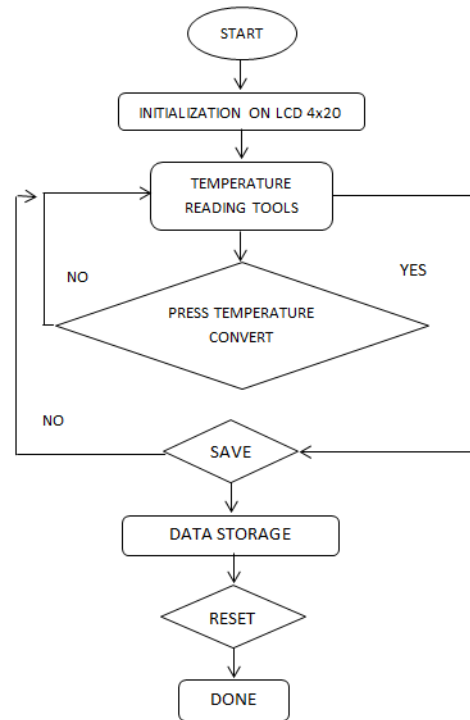 START
INITIALIZATION ON LCD 4x20
TEMPERATURE
READING TOOLS
NO
YES
PRESS TEMPERATURE
CONVERT
NO
SAVE
DATA STORAGE
RESET
DONE